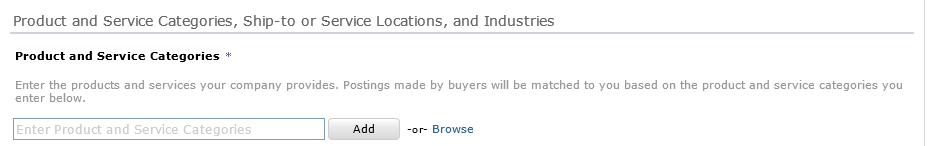 Product and Service Categories, Ship-to or Service Locations, and Industries
Product and Service Categories *
Enter the products and services your company provides. Postings made by buyers will be matched to you based on the product and service categories you
enter below.
Enter Product and Service Categories Add -or- Browse